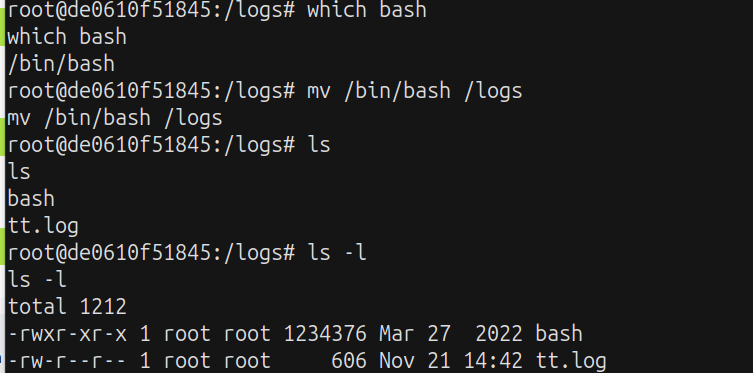 root@de0610f51845:/logs# which bash
which bash
/bin/bash
root@de0610f51845:/logs# mv /bin/bash /logs
mv /bin/bash /logs
root@de0610f51845:/logs# ls
ls
bash
tt.log
root@de0610f51845:/logs# ls -l
ls -l
total 1212
-rwxr-xr-x 1 root root 1234376 Mar 27  2022 bash
-rw-r--r-- 1 root root     606 Nov 21 14:42 tt.log